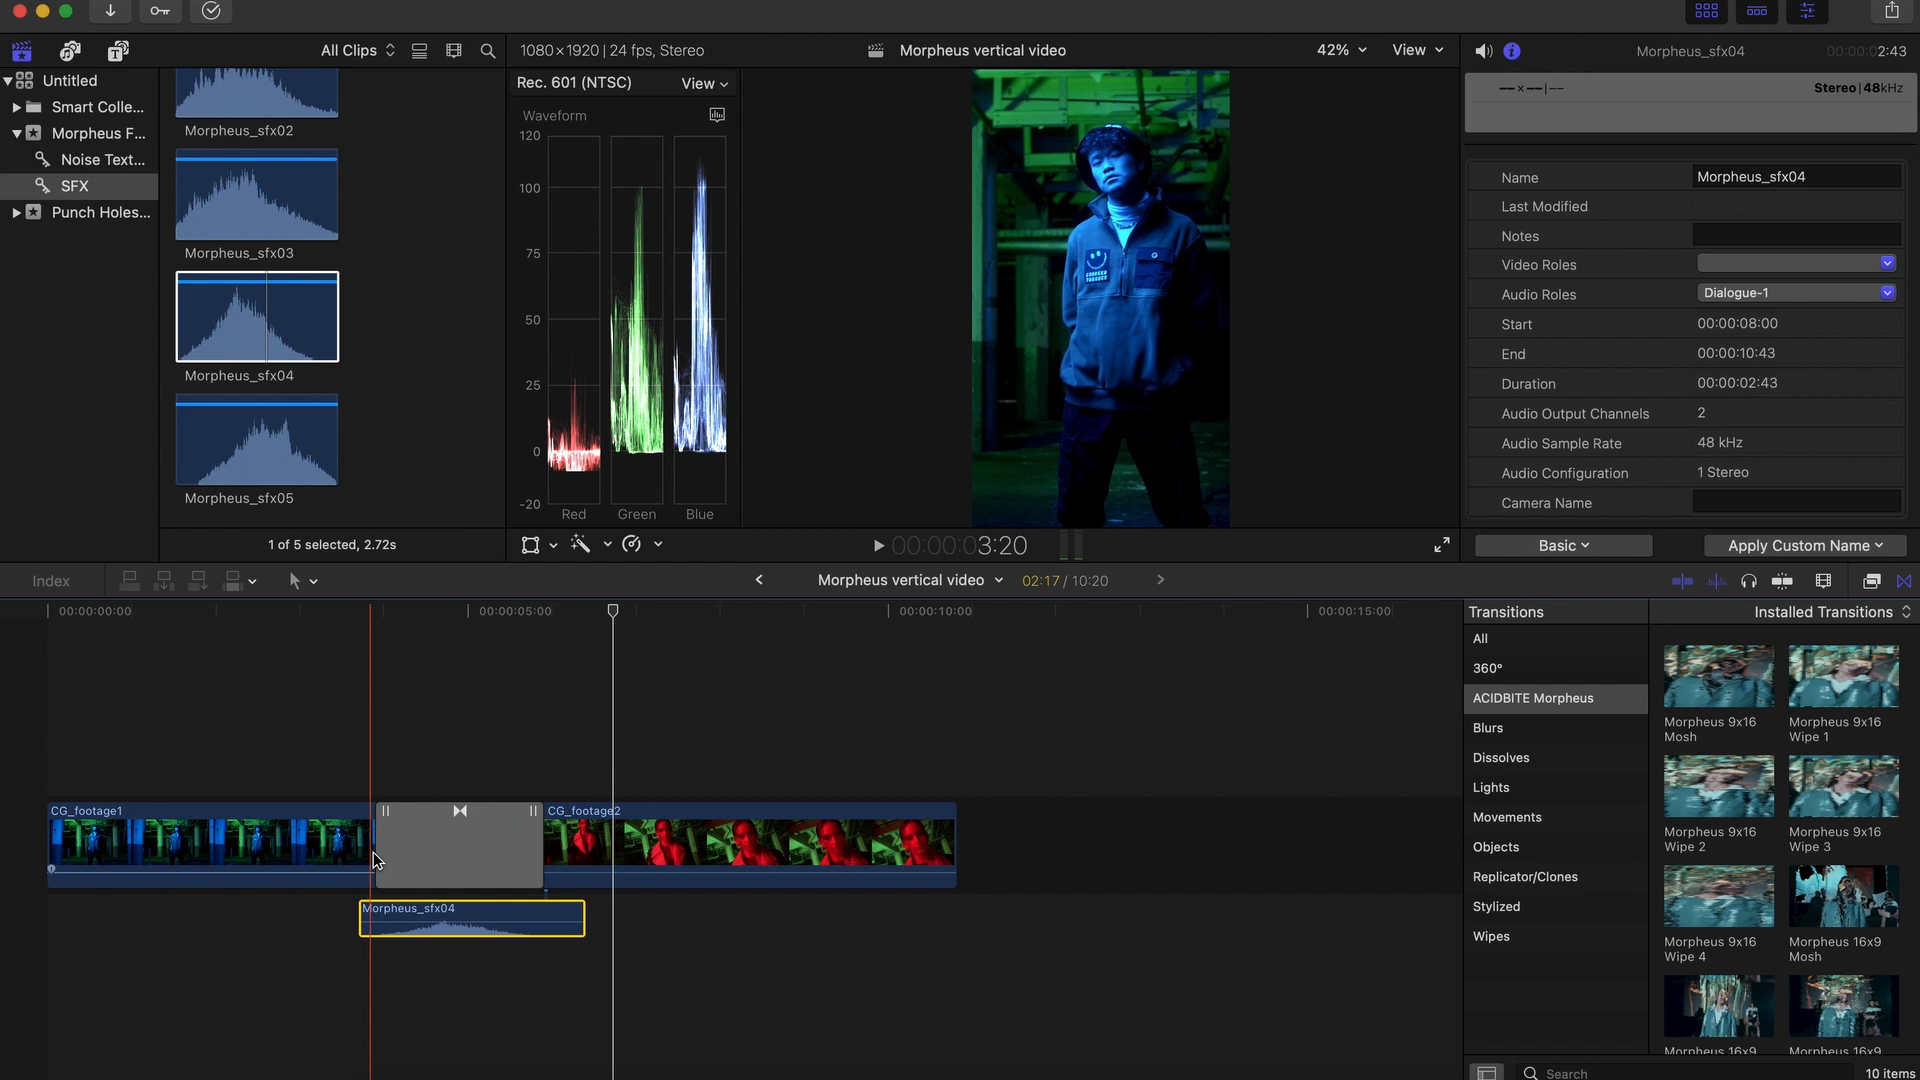 All Clips
1080×1920 | 24 fps, Stereo
Morpheus vertical video
42%
View
Morpheus_sfx04
00:00:02:43
Untitled
Smart Colle...
Morpheus F...
Noise Text...
SFX
Punch Holes...
Morpheus_sfx02
Morpheus_sfx03
Morpheus_sfx04
Morpheus_sfx05
1 of 5 selected, 2.72s
Rec. 601 (NTSC)
View
Waveform
120
100
75
50
25
0
-20
Red
Green
Blue
00:00:03:20
Stereo | 48kHz
Name
Morpheus_sfx04
Last Modified
Notes
Video Roles
Audio Roles
Dialogue-1
Start
00:00:08:00
End
00:00:10:43
Duration
00:00:02:43
Audio Output Channels
2
Audio Sample Rate
48 kHz
Audio Configuration
1 Stereo
Camera Name
Basic
Apply Custom Name
Index
Morpheus vertical video
02:17 / 10:20
00:00:00:00
00:00:05:00
00:00:10:00
00:00:15:00
CG_footage1
CG_footage2
Morpheus_sfx04
Transitions
Installed Transitions
All
360°
ACIDBITE Morpheus
Blurs
Dissolves
Lights
Movements
Objects
Replicator/Clones
Stylized
Wipes
Morpheus 9x16
Mosh
Morpheus 9x16
Wipe 1
Morpheus 9x16
Wipe 2
Morpheus 9x16
Wipe 3
Morpheus 9x16
Wipe 4
Morpheus 16x9
Mosh
Morpheus 16x9
Morpheus 16x9
Search
10 items